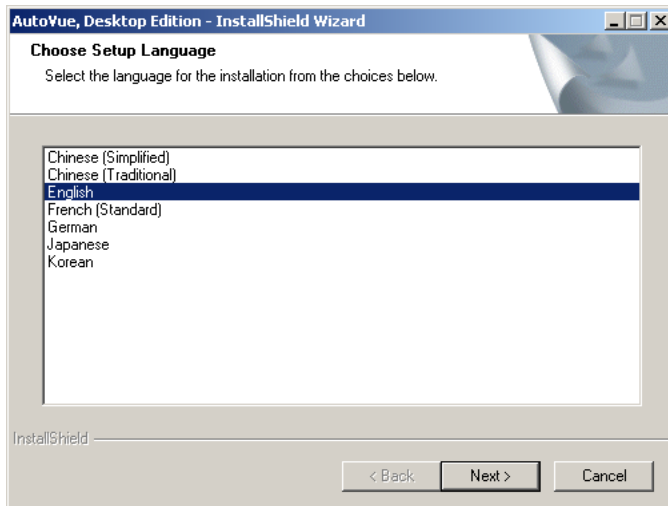 AutoVue, Desktop Edition - InstallShield Wizard
Choose Setup Language
Select the language for the installation from the choices below.
Chinese (Simplified)
Chinese (Traditional)
English
French (Standard)
German
Japanese
Korean
InstallShield
< Back
Next >
Cancel